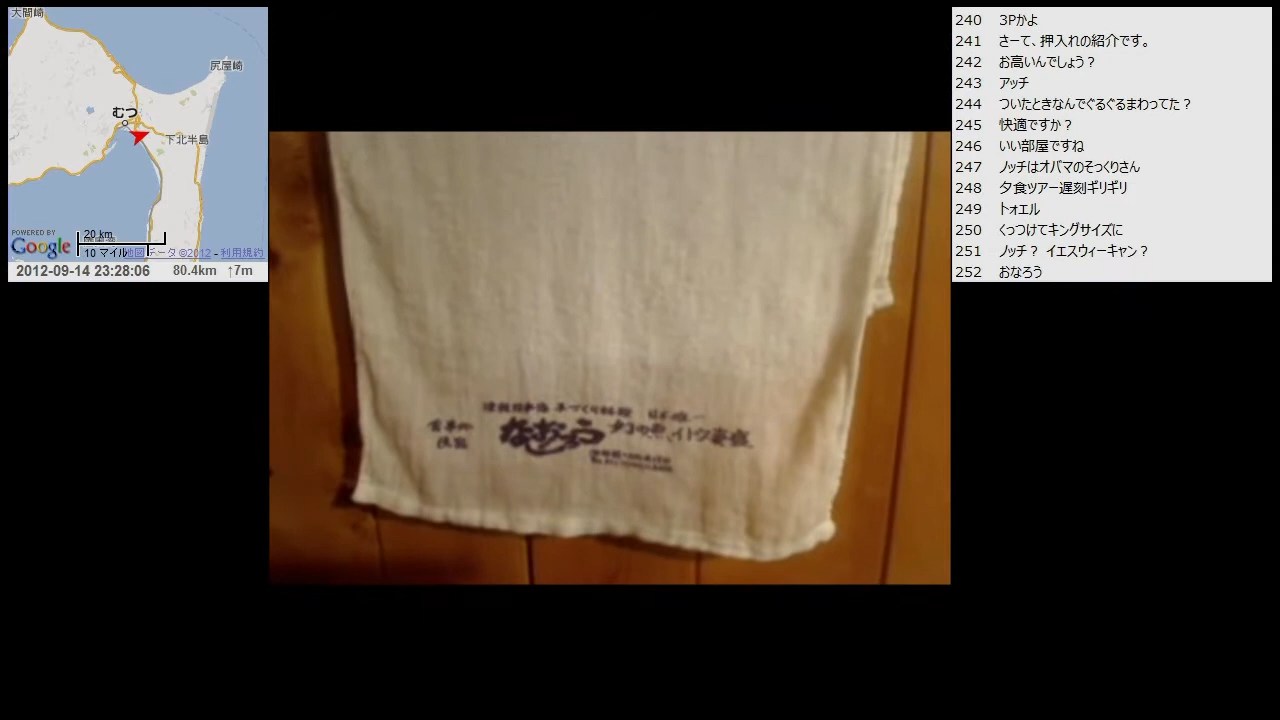 大間崎
尻屋崎
むつ
下北半島
POWERED BY
Google
20 km
10 マイル
地図データ ©2012 - 利用規約
2012-09-14 23:28:06 80.4km ↑7m
240 3Pかよ
241 さーて、押入れの紹介です。
242 お高いんでしょう？
243 アッチ
244 ついたときなんでぐるぐるまわってた？
245 快適ですか？
246 いい部屋ですね
247 ノッチはオバマのそっくりさん
248 夕食ツアー遅刻ギリギリ
249 トォエル
250 くっつけてキングサイズに
251 ノッチ？ イエスウィーキャン？
252 おなろう
手づくり
イトウ